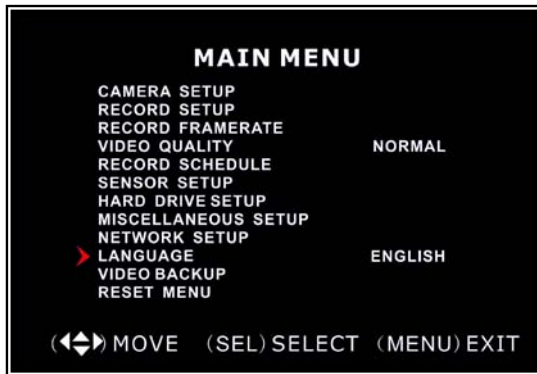 MAIN MENU
CAMERA SETUP
RECORD SETUP
RECORD FRAMERATE
VIDEO QUALITY NORMAL
RECORD SCHEDULE
SENSOR SETUP
HARD DRIVE SETUP
MISCELLANEOUS SETUP
NETWORK SETUP
LANGUAGE ENGLISH
VIDEO BACKUP
RESET MENU
(◀◆▶) MOVE (SEL) SELECT (MENU) EXIT